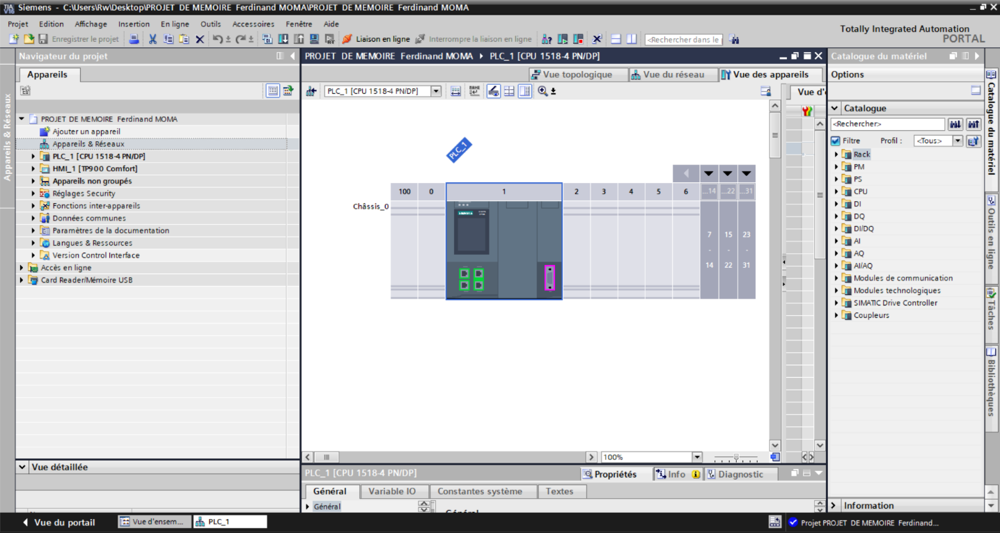 TIA V16 Siemens - C:\Users\Rw\Desktop\PROJET DE MEMOIRE Ferdinand MOMA\PROJET DE MEMOIRE Ferdinand MOMA
Projet Edition Affichage Insertion En ligne Outils Accessoires Fenêtre Aide
Totally Integrated Automation
PORTAL
Enregistrer le projet Liaison en ligne Interrompre la liaison en ligne <Rechercher dans le
Navigateur du projet
Appareils
Appareils & Réseaux
PROJET DE MEMOIRE Ferdinand MOMA
Ajouter un appareil
Appareils & Réseaux
PLC_1 [CPU 1518-4 PN/DP]
HMI_1 [TP900 Comfort]
Appareils non groupés
Réglages Security
Fonctions inter-appareils
Données communes
Paramètres de la documentation
Langues & Ressources
Version Control Interface
Accès en ligne
Card Reader/Mémoire USB
Vue détaillée
PROJET DE MEMOIRE Ferdinand MOMA PLC_1 [CPU 1518-4 PN/DP]
Vue topologique Vue du réseau Vue des appareils
PLC_1 [CPU 1518-4 PN/DP]
Vue d'
PLC_1
100 0 1 2 3 4 5 6 ...14 ...22 ...31
Châssis_0
SIEMENS
7 15 23
- - -
14 22 31
100%
PLC_1 [CPU 1518-4 PN/DP]
Propriétés Info Diagnostic
Général Variable IO Constantes système Textes
Général
Général
Catalogue du matériel
Options
Catalogue
<Rechercher>
Filtre Profil : <Tous>
Rack
PM
PS
CPU
DI
DQ
DI/DQ
AI
AQ
AI/AQ
Modules de communication
Modules technologiques
SIMATIC Drive Controller
Coupleurs
Information
Catalogue du matériel
Outils en ligne
Tâches
Bibliothèques
Vue du portail Vue d'ensem... PLC_1 Projet PROJET DE MEMOIRE Ferdinand...